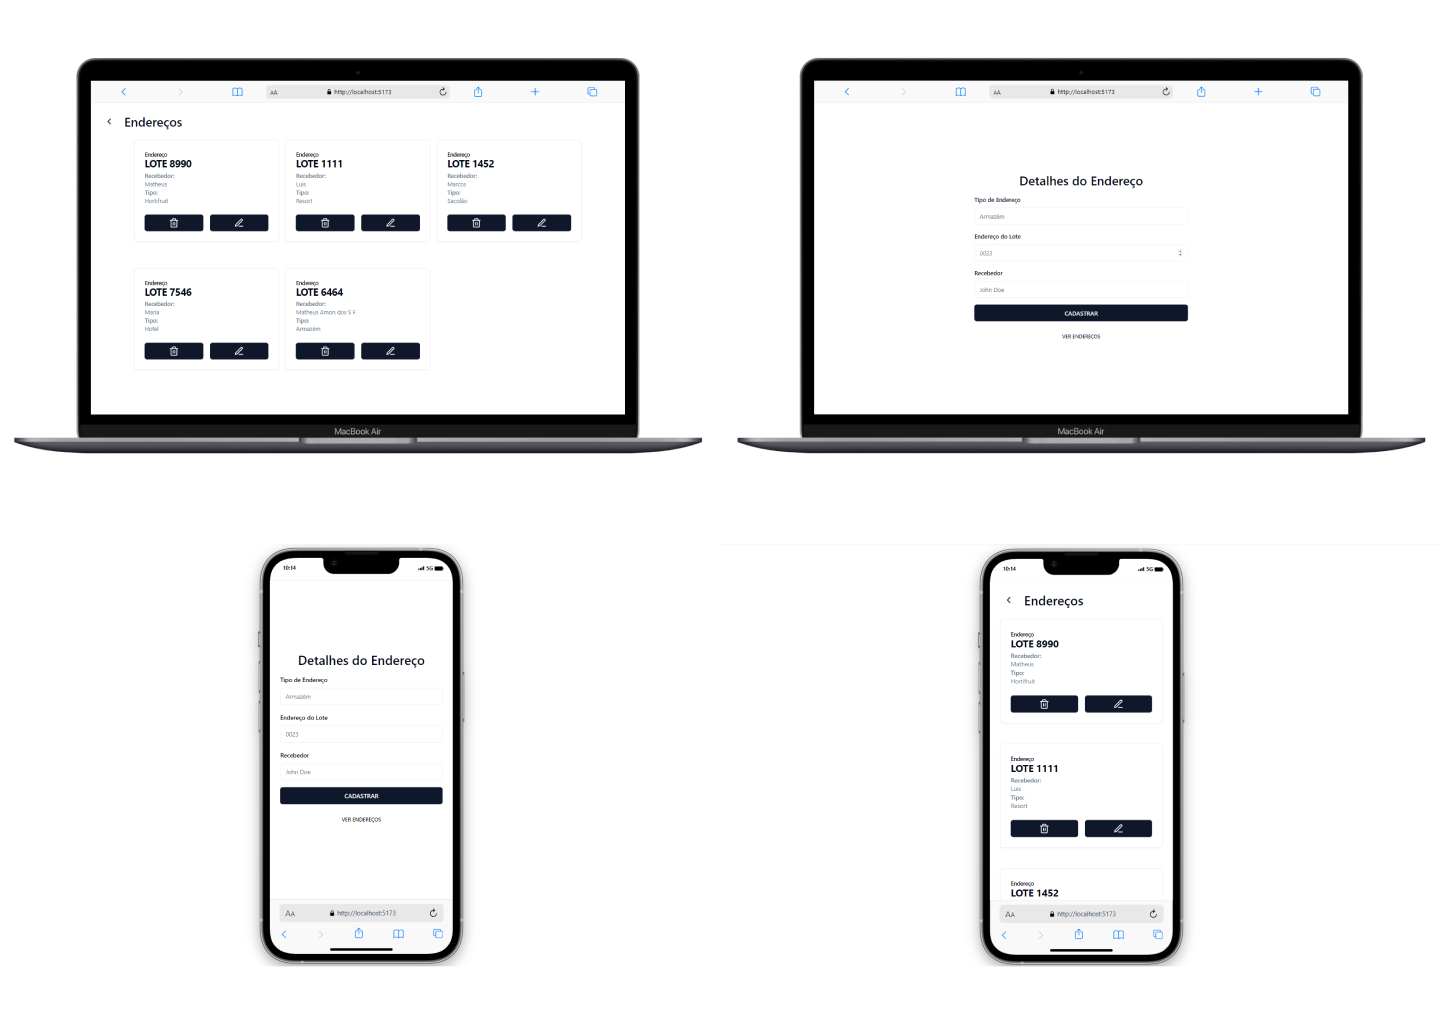 AA http://localhost:5173
Endereços
Endereço
LOTE 8990
Recebedor:
Matheus
Tipo:
Hortifruit
Endereço
LOTE 1111
Recebedor:
Luis
Tipo:
Resort
Endereço
LOTE 1452
Recebedor:
Marcos
Tipo:
Sacolão
Endereço
LOTE 7546
Recebedor:
Maria
Tipo:
Hotel
Endereço
LOTE 6464
Recebedor:
Matheus Amon dos S F
Tipo:
Armazém
MacBook Air
AA http://localhost:5173
Detalhes do Endereço
Tipo de Endereço
Armazém
Endereço do Lote
0023
Recebedor
John Doe
CADASTRAR
VER ENDEREÇOS
MacBook Air
10:14 5G
Detalhes do Endereço
Tipo de Endereço
Armazém
Endereço do Lote
0023
Recebedor
John Doe
CADASTRAR
VER ENDEREÇOS
AA http://localhost:5173
10:14 5G
Endereços
Endereço
LOTE 8990
Recebedor:
Matheus
Tipo:
Hortifruit
Endereço
LOTE 1111
Recebedor:
Luis
Tipo:
Resort
Endereço
LOTE 1452
AA http://localhost:5173